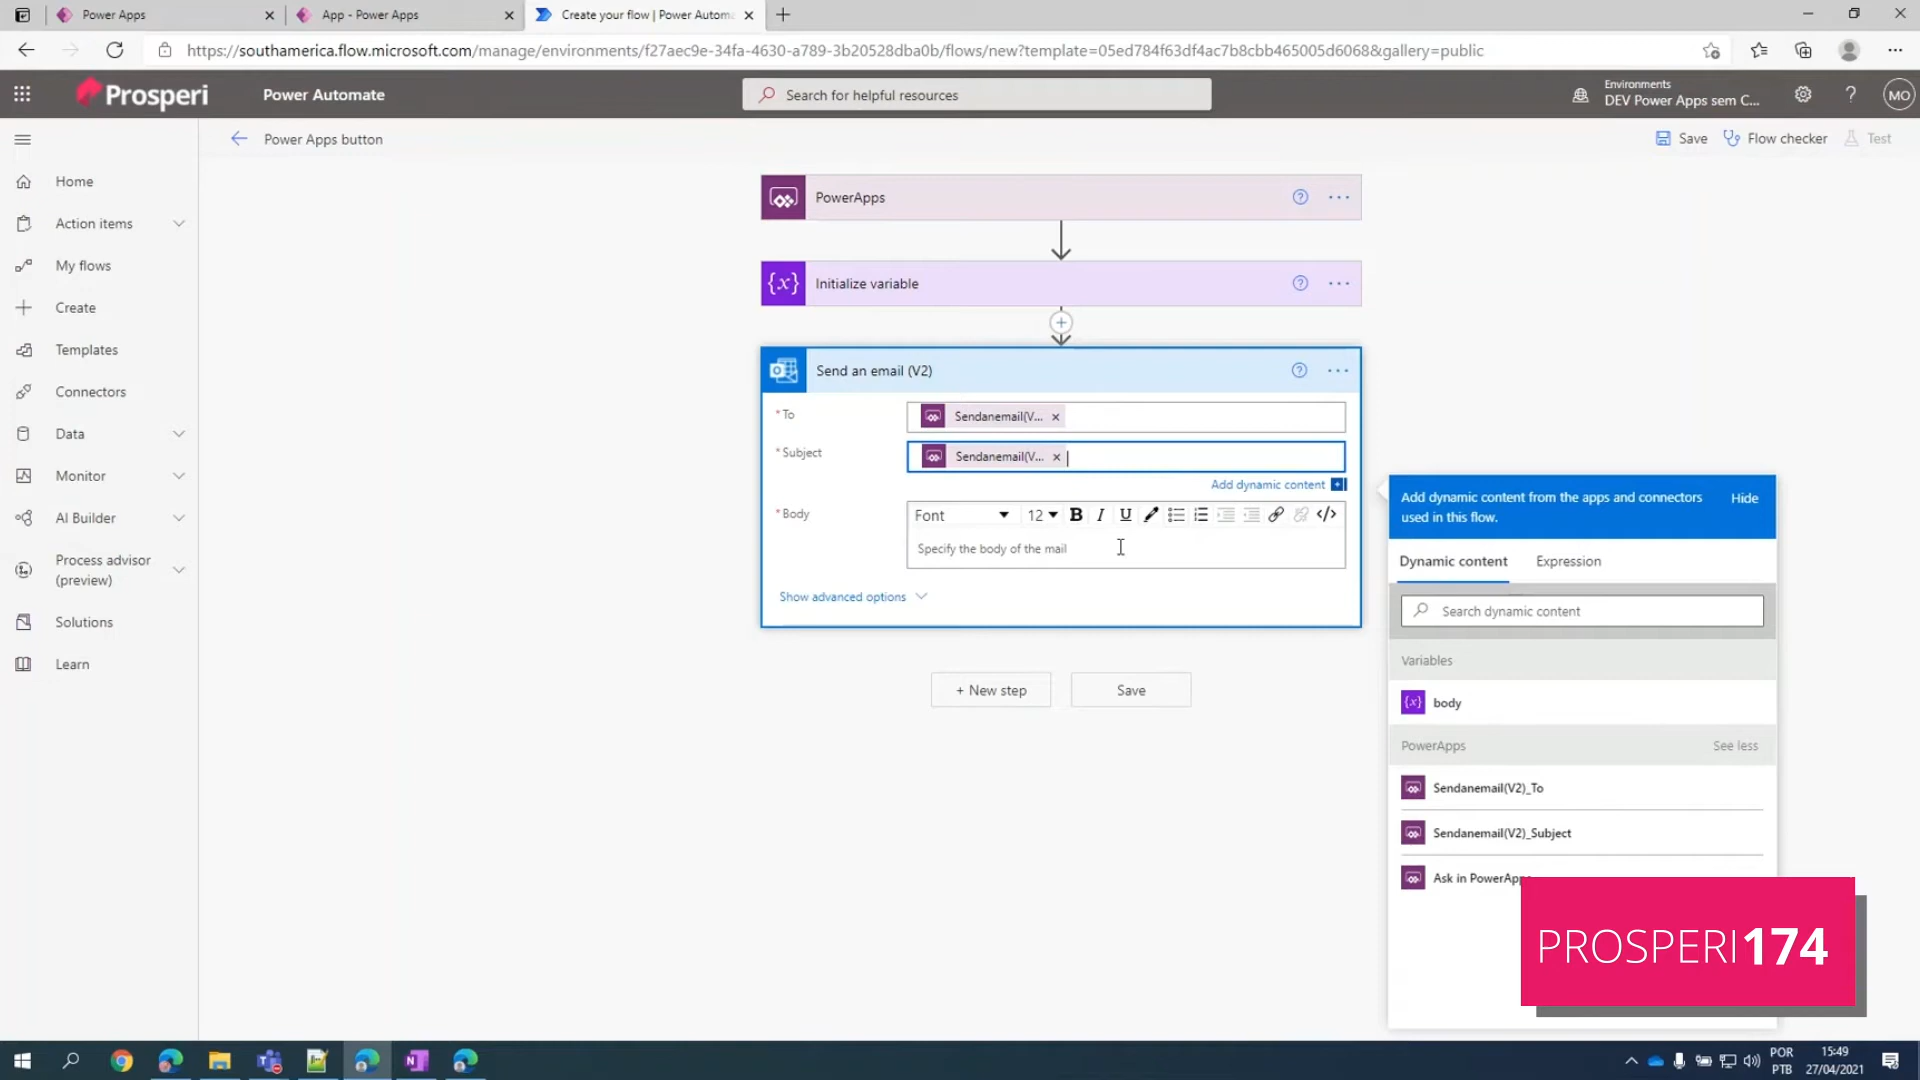 Power Apps
App - Power Apps
Create your flow | Power Automa
https://southamerica.flow.microsoft.com/manage/environments/f27aec9e-34fa-4630-a789-3b20528dba0b/flows/new?template=05ed784f63df4ac7b8cbb465005d6068&gallery=public
Prosperi
Power Automate
Search for helpful resources
Environments
DEV Power Apps sem C...
MO
Power Apps button
Save
Flow checker
Test
Home
Action items
My flows
Create
Templates
Connectors
Data
Monitor
AI Builder
Process advisor
(preview)
Solutions
Learn
PowerApps
{x} Initialize variable
Send an email (V2)
* To
Sendanemail(V... ×
* Subject
Sendanemail(V... ×
Add dynamic content
* Body
Font
12
B I U </>
Specify the body of the mail
Show advanced options
+ New step
Save
Add dynamic content from the apps and connectors
used in this flow.
Hide
Dynamic content
Expression
Search dynamic content
Variables
{x} body
PowerApps
See less
Sendanemail(V2)_To
Sendanemail(V2)_Subject
Ask in PowerApps
PROSPERI174
POR
PTB
15:49
27/04/2021